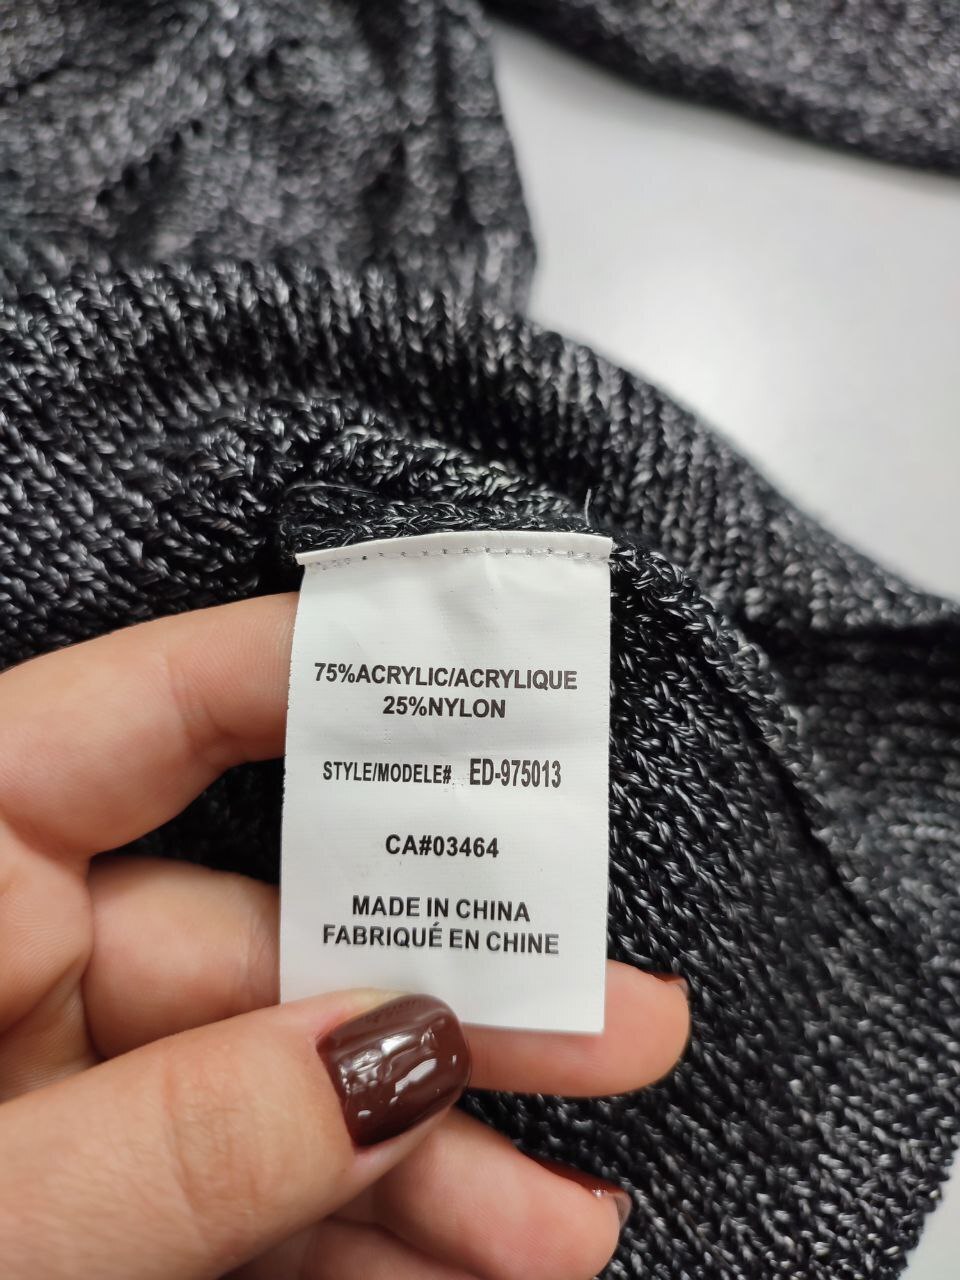 75%ACRYLIC/ACRYLIQUE
25%NYLON
STYLE/MODELE# ED-975013
CA#03464
MADE IN CHINA
FABRIQUÉ EN CHINE